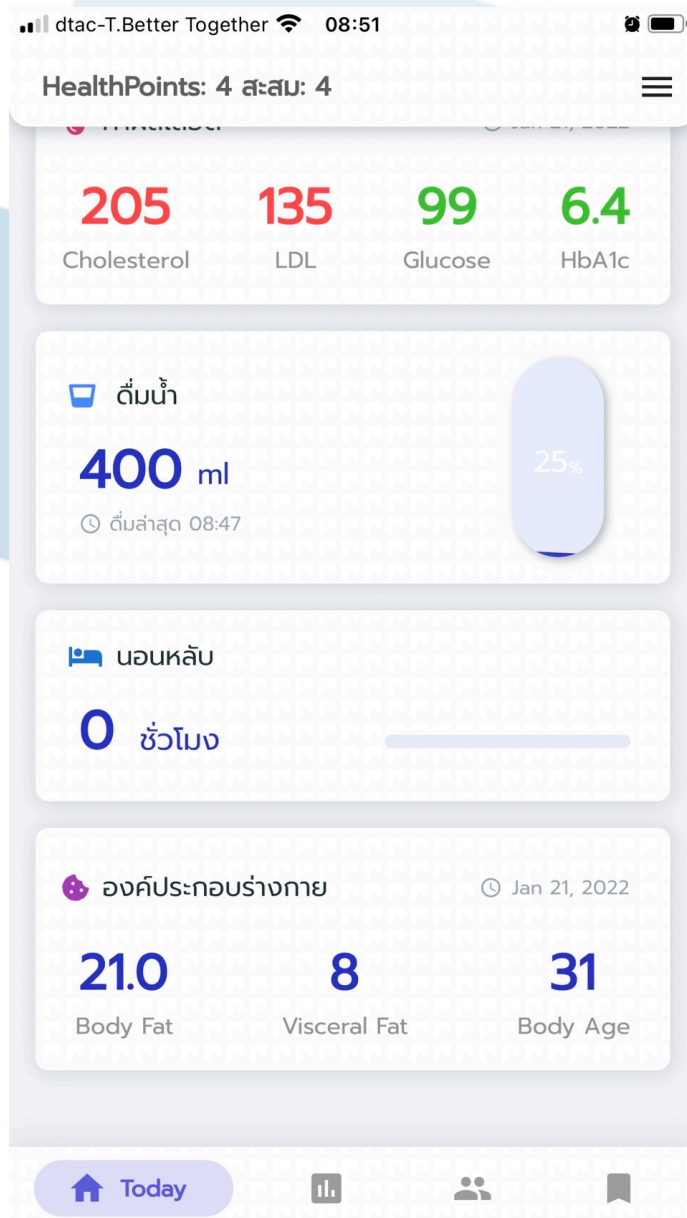 dtac-T.Better Together 08:51
HealthPoints: 4 สะสม: 4
205 135 99 6.4
Cholesterol LDL Glucose HbA1c
ดื่มน้ำ
400 ml
25%
ดื่มล่าสุด 08:47
นอนหลับ
0 ชั่วโมง
องค์ประกอบร่างกาย Jan 21, 2022
21.0 8 31
Body Fat Visceral Fat Body Age
Today